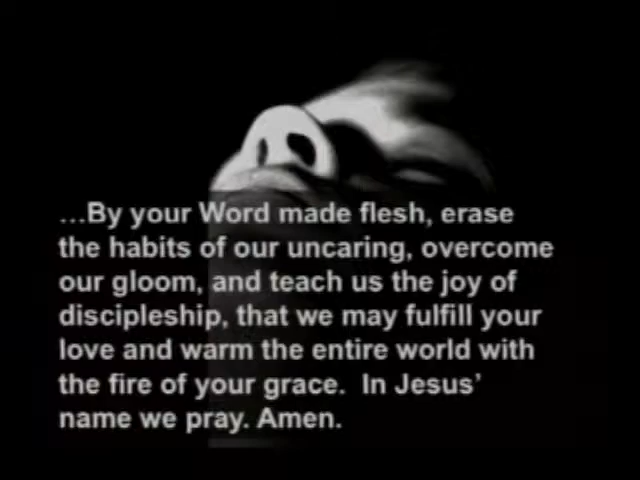 …By your Word made flesh, erase
the habits of our uncaring, overcome
our gloom, and teach us the joy of
discipleship, that we may fulfill your
love and warm the entire world with
the fire of your grace.  In Jesus’
name we pray. Amen.